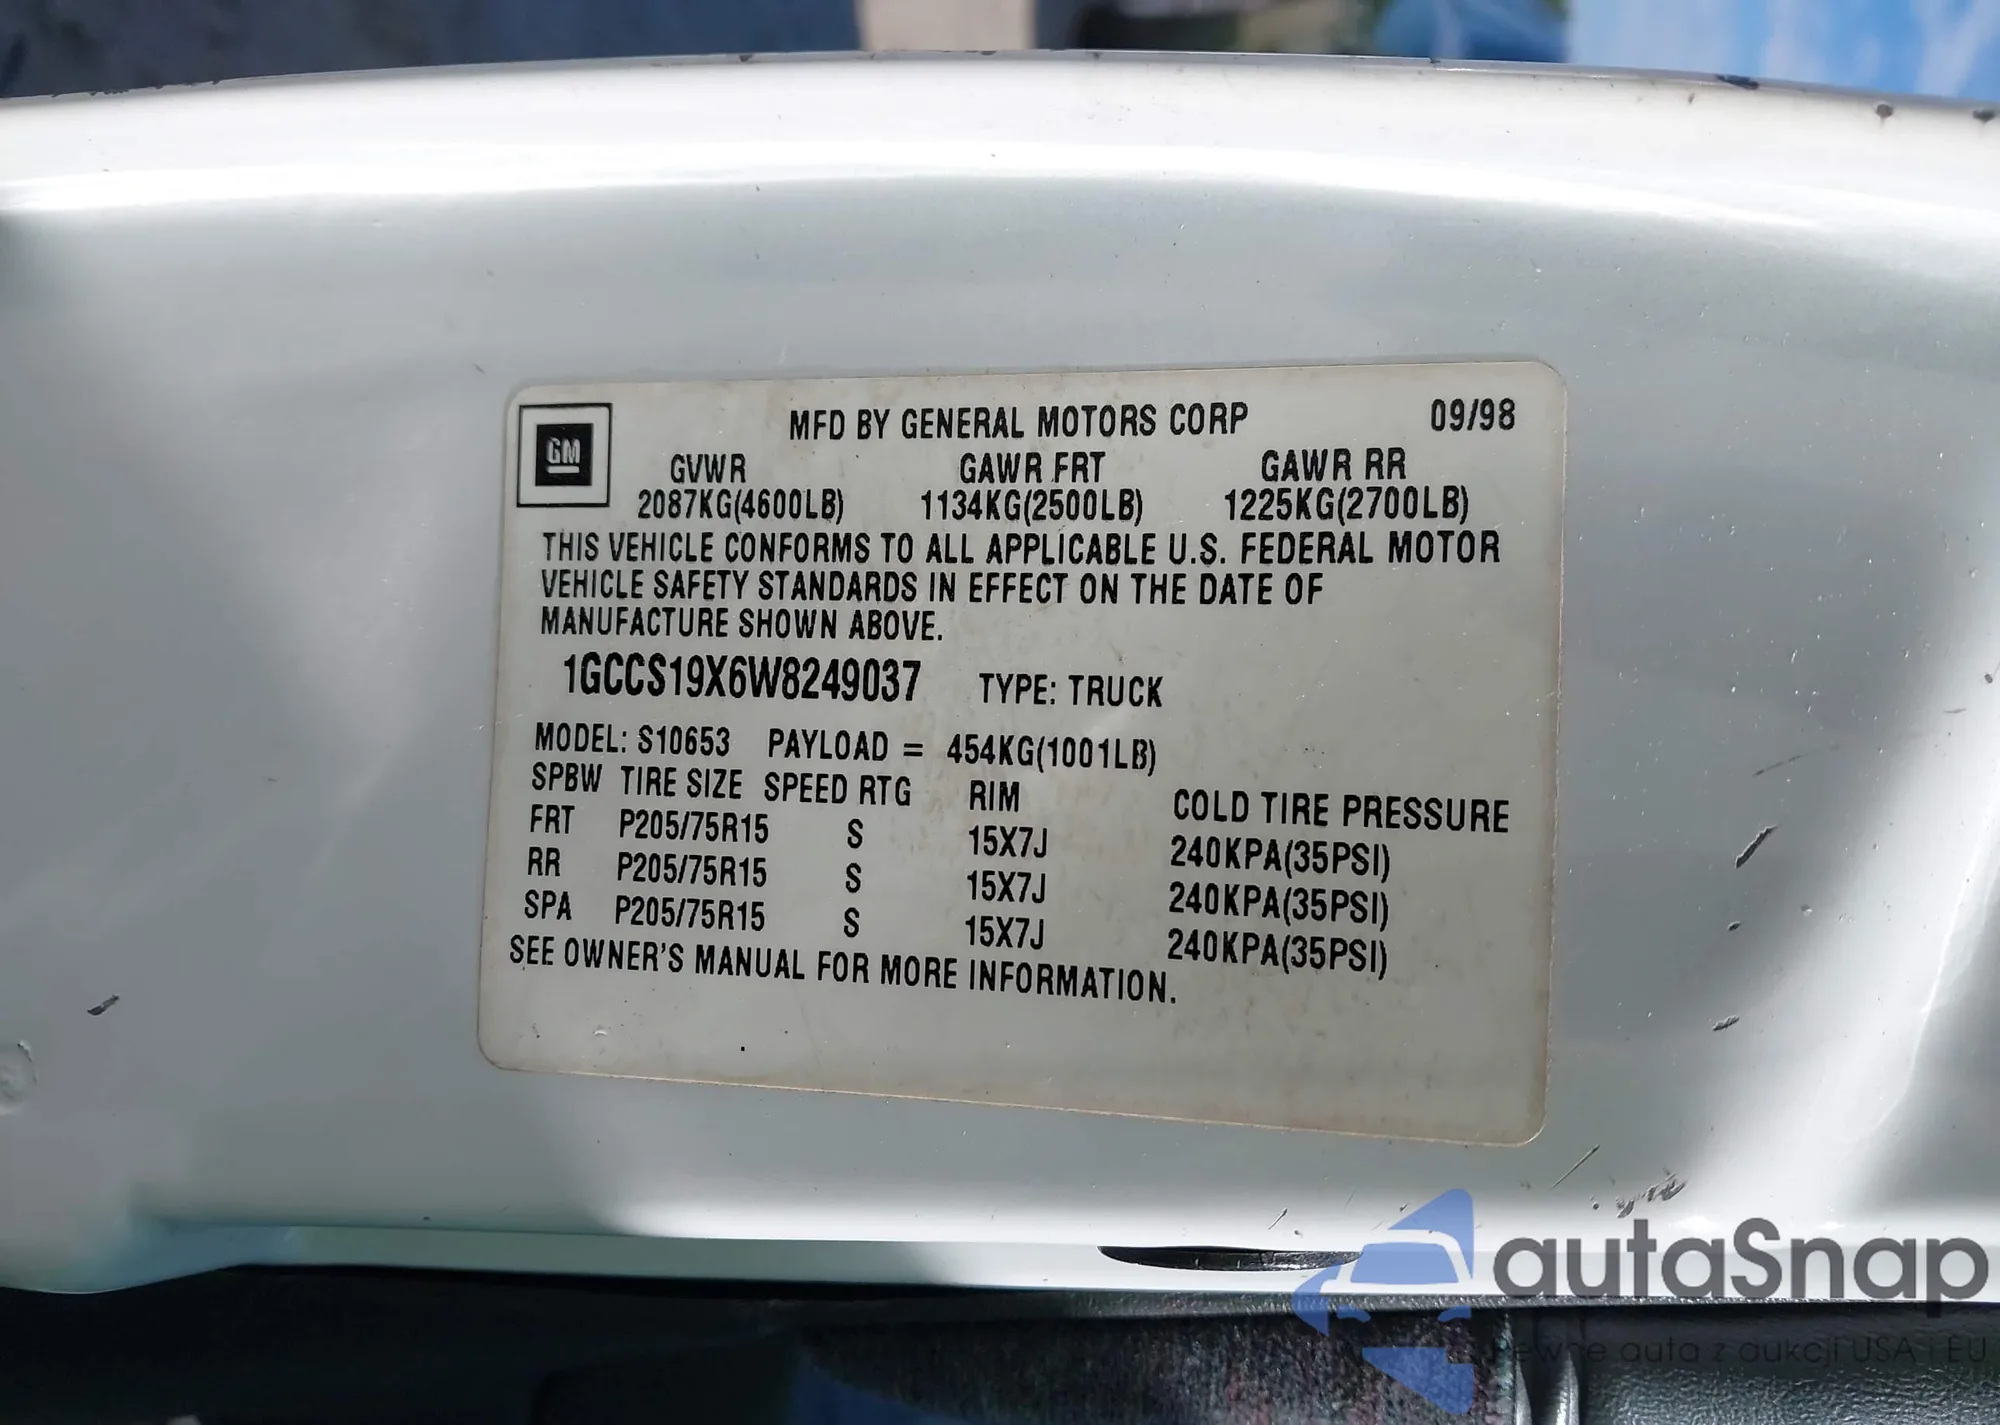 GM
MFD BY GENERAL MOTORS CORP 09/98
GVWR GAWR FRT GAWR RR
2087KG(4600LB) 1134KG(2500LB) 1225KG(2700LB)
THIS VEHICLE CONFORMS TO ALL APPLICABLE U.S. FEDERAL MOTOR
VEHICLE SAFETY STANDARDS IN EFFECT ON THE DATE OF
MANUFACTURE SHOWN ABOVE.
1GCCS19X6W8249037 TYPE: TRUCK
MODEL: S10653 PAYLOAD = 454KG(1001LB)
SPBW TIRE SIZE SPEED RTG RIM COLD TIRE PRESSURE
FRT P205/75R15 S 15X7J 240KPA(35PSI)
RR P205/75R15 S 15X7J 240KPA(35PSI)
SPA P205/75R15 S 15X7J 240KPA(35PSI)
SEE OWNER'S MANUAL FOR MORE INFORMATION.
autaSnap
auta z aukcji USA i EU